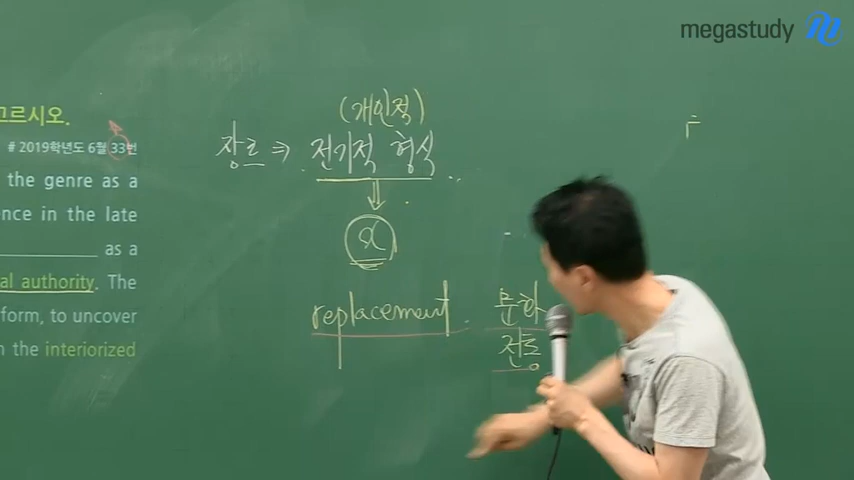 megastudy
고르시오.
# 2019학년도 6월 33번
the genre as a
nce in the late
as a
al authority. The
form, to uncover
n the interiorized
(개인적)
장르 ⇒ 전기적 형식
replacement
문화
전통